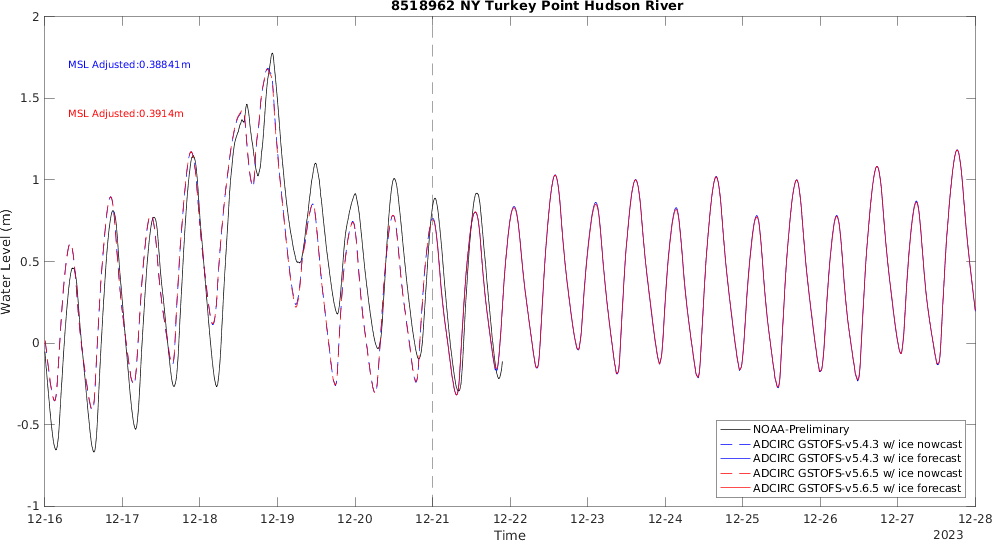 8518962 NY Turkey Point Hudson River
2
1.5
1
0.5
0
-0.5
-1
Water Level (m)
MSL Adjusted:0.38841m
MSL Adjusted:0.3914m
NOAA-Preliminary
ADCIRC GSTOFS-v5.4.3 w/ ice nowcast
ADCIRC GSTOFS-v5.4.3 w/ ice forecast
ADCIRC GSTOFS-v5.6.5 w/ ice nowcast
ADCIRC GSTOFS-v5.6.5 w/ ice forecast
12-16 12-17 12-18 12-19 12-20 12-21 12-22 12-23 12-24 12-25 12-26 12-27 12-28
Time
2023